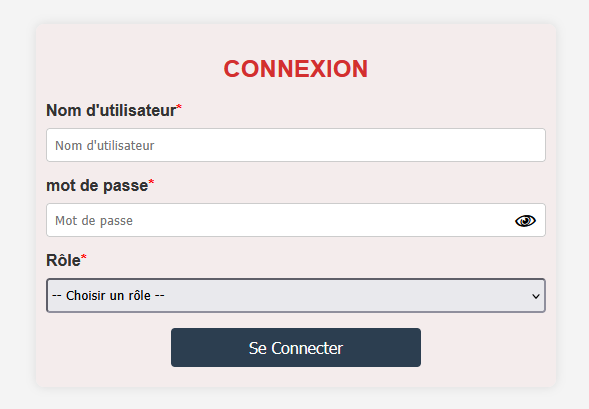 CONNEXION
Nom d'utilisateur*
Nom d'utilisateur
mot de passe*
Mot de passe
Rôle*
-- Choisir un rôle --
Se Connecter